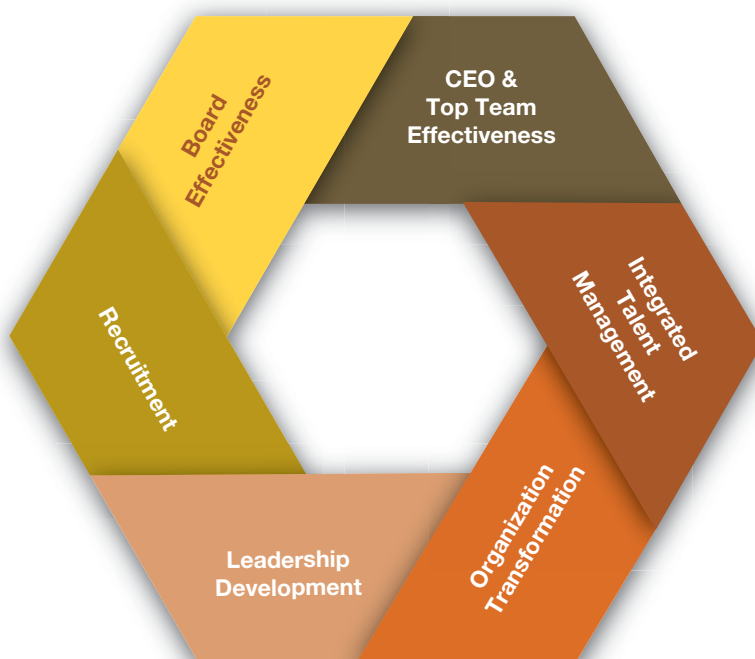 Board
Effectiveness
CEO &
Top Team
Effectiveness
Integrated
Talent
Management
Organization
Transformation
Leadership
Development
Recruitment